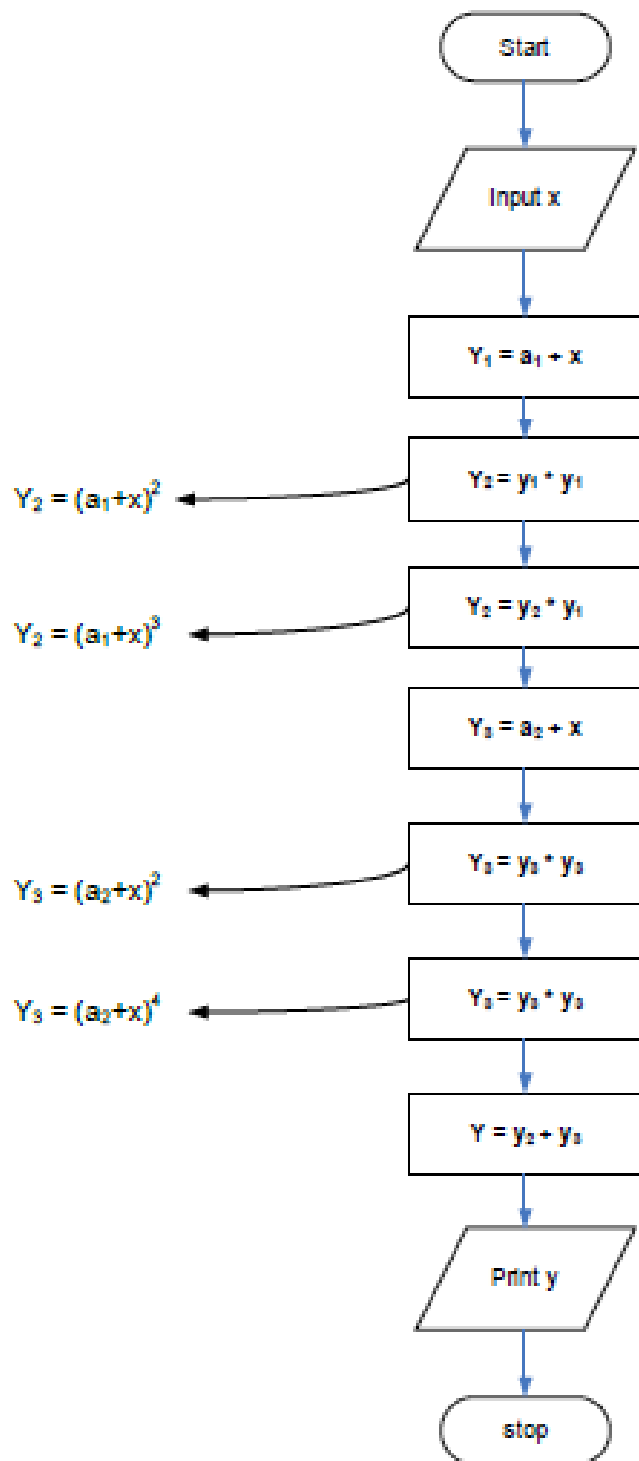 Start
Input x
Y₁ = a₁ + x
Y₂ = y₁ * y₁
Y₂ = (a₁+x)²
Y₂ = y₂ * y₁
Y₂ = (a₁+x)³
Y₃ = a₂ + x
Y₃ = y₃ * y₃
Y₃ = (a₂+x)²
Y₃ = y₃ * y₃
Y₃ = (a₂+x)⁴
Y = y₂ + y₃
Print y
stop